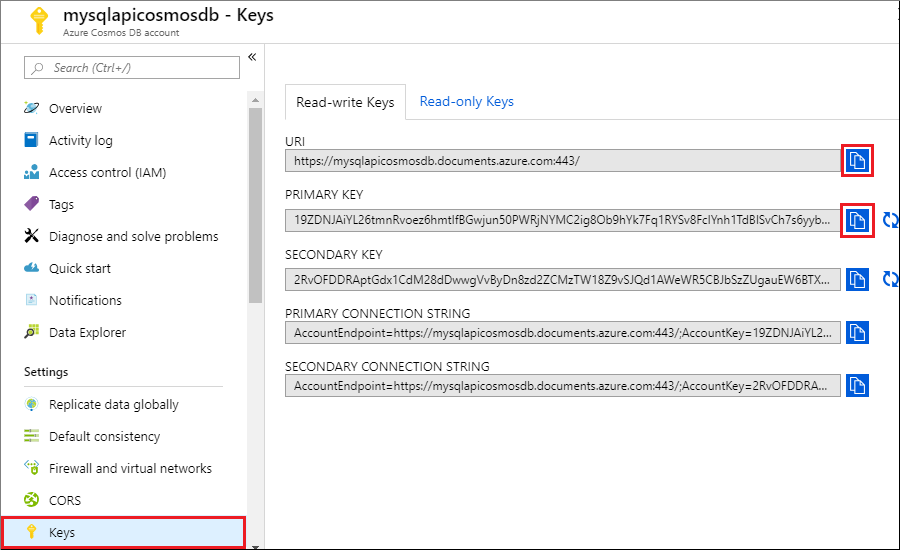 mysqlapicosmosdb - Keys
Azure Cosmos DB account
Search (Ctrl+/)
Overview
Activity log
Access control (IAM)
Tags
Diagnose and solve problems
Quick start
Notifications
Data Explorer
Settings
Replicate data globally
Default consistency
Firewall and virtual networks
CORS
Keys
Read-write Keys
Read-only Keys
URI
https://mysqlapicosmosdb.documents.azure.com:443/
PRIMARY KEY
19ZDNJAiYL26tmnRvoez6hmtIfBGwjun50PWRjNYMC2ig8Ob9hYk7Fq1RYSv8FcIYnh1TdBISvCh7s6yyb...
SECONDARY KEY
2RvOFDDRAptGdx1CdM28dDwwgVvByDn8zd2ZCMzTW18Z9vSJQd1AWeWR5CBJbSzZUgauEW6BTX...
PRIMARY CONNECTION STRING
AccountEndpoint=https://mysqlapicosmosdb.documents.azure.com:443/;AccountKey=19ZDNJAiYL2...
SECONDARY CONNECTION STRING
AccountEndpoint=https://mysqlapicosmosdb.documents.azure.com:443/;AccountKey=2RvOFDDRA...